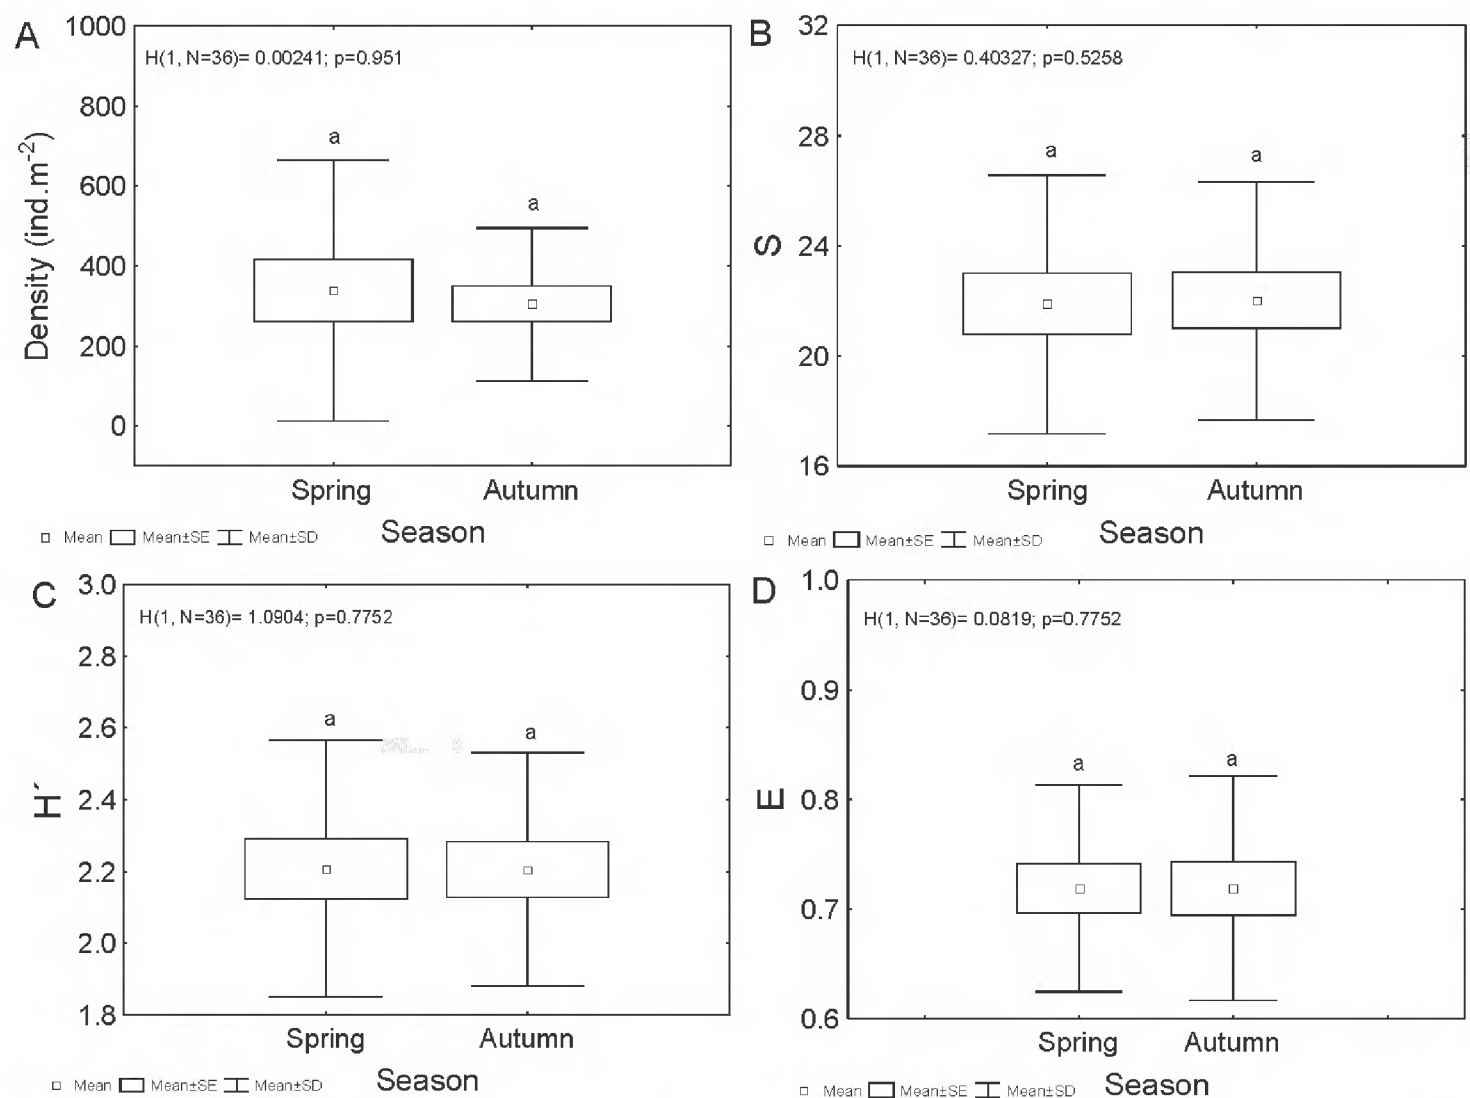 A
1000
800
600
400
200
0
Density (ind.m-2)
H(1, N=36)= 0.00241; p=0.951
a
a
Spring Autumn
Mean Mean±SE Mean±SD Season
B
32
28
24
20
16
S
H(1, N=36)= 0.40327; p=0.5258
a
a
Spring Autumn
Mean Mean±SE Mean±SD Season
C
3.0
2.8
2.6
2.4
2.2
2.0
1.8
H´
H(1, N=36)= 1.0904; p=0.7752
a
a
Spring Autumn
Mean Mean±SE Mean±SD Season
D
1.0
0.9
0.8
0.7
0.6
E
H(1, N=36)= 0.0819; p=0.7752
a
a
Spring Autumn
Mean Mean±SE Mean±SD Season